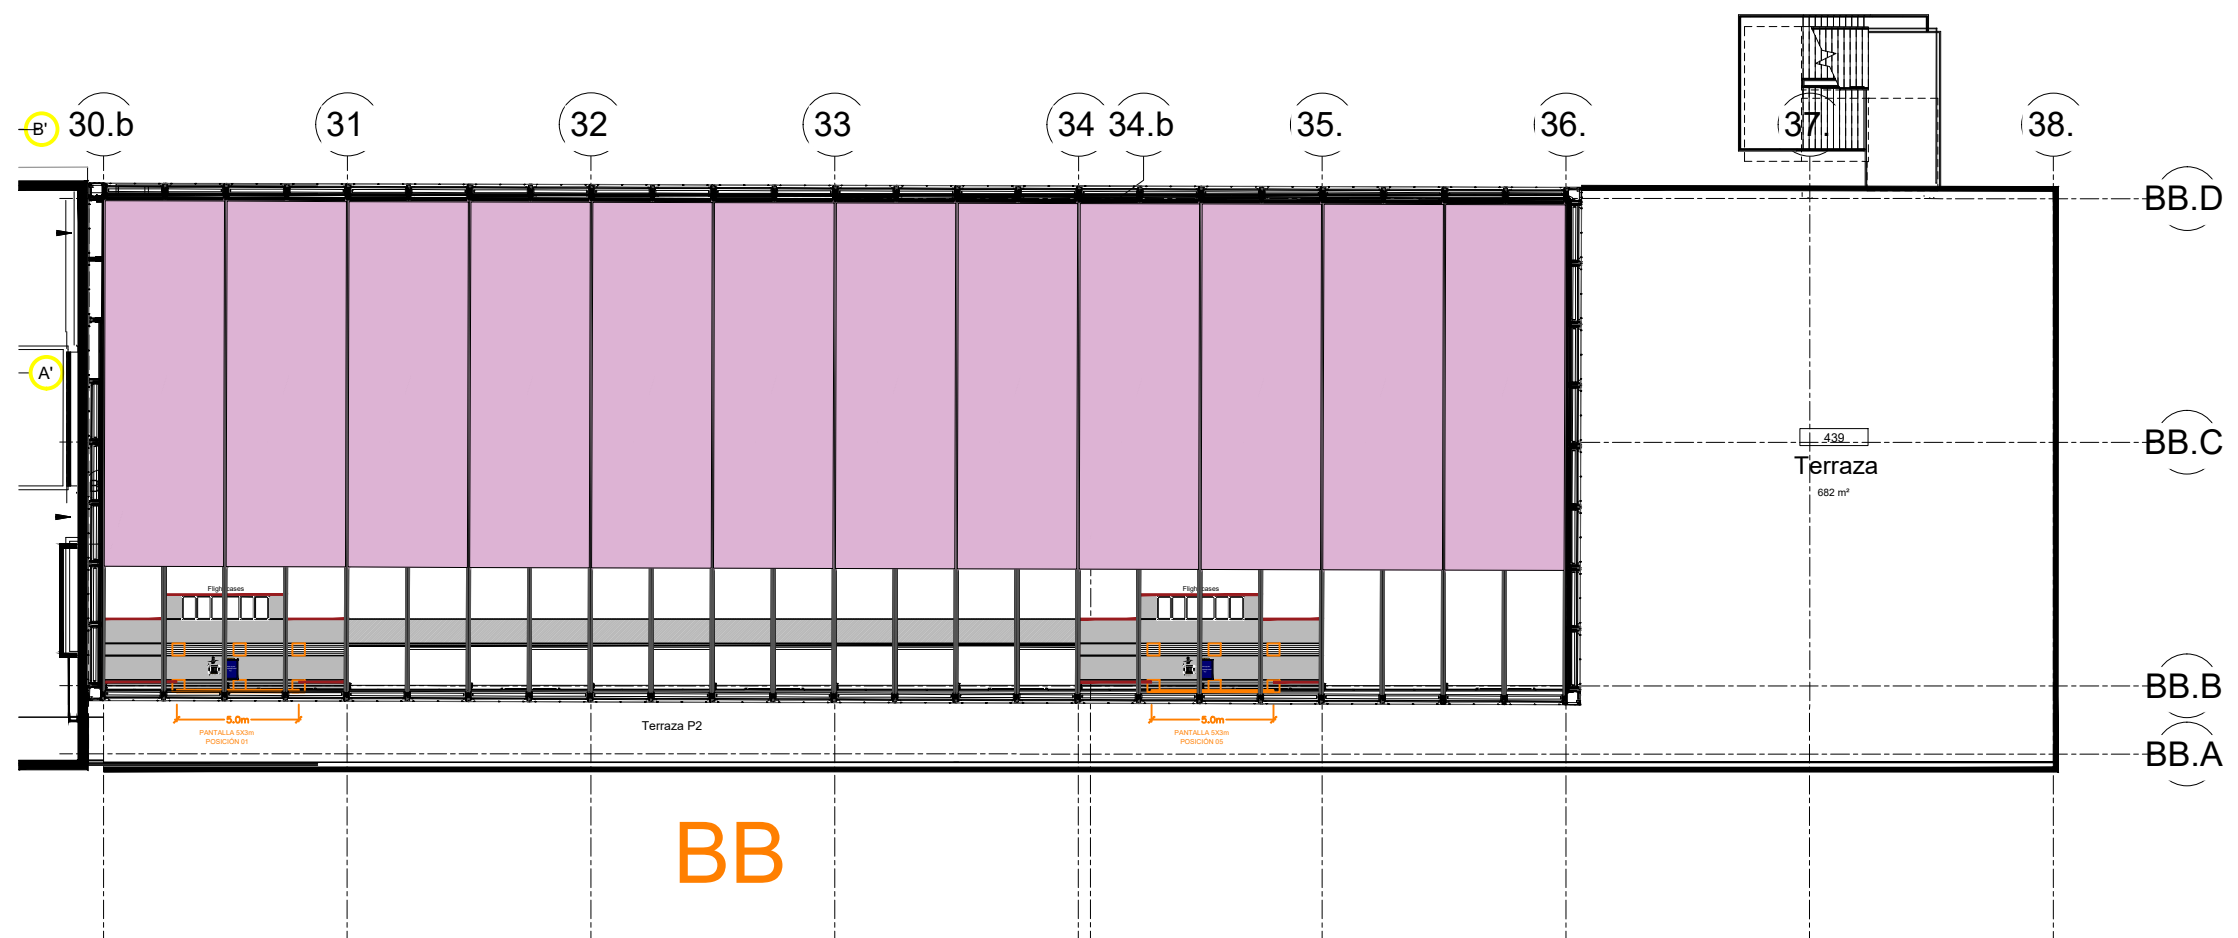 B'
30.b
31
32
33
34
34.b
35.
36.
37.
38.
BB.D
A'
BB.C
439
Terraza
682 m²
Flight cases
Flight cases
BB.B
5.0m
PANTALLA 5X3m
POSICIÓN 01
Terraza P2
5.0m
PANTALLA 5X3m
POSICIÓN 05
BB.A
BB